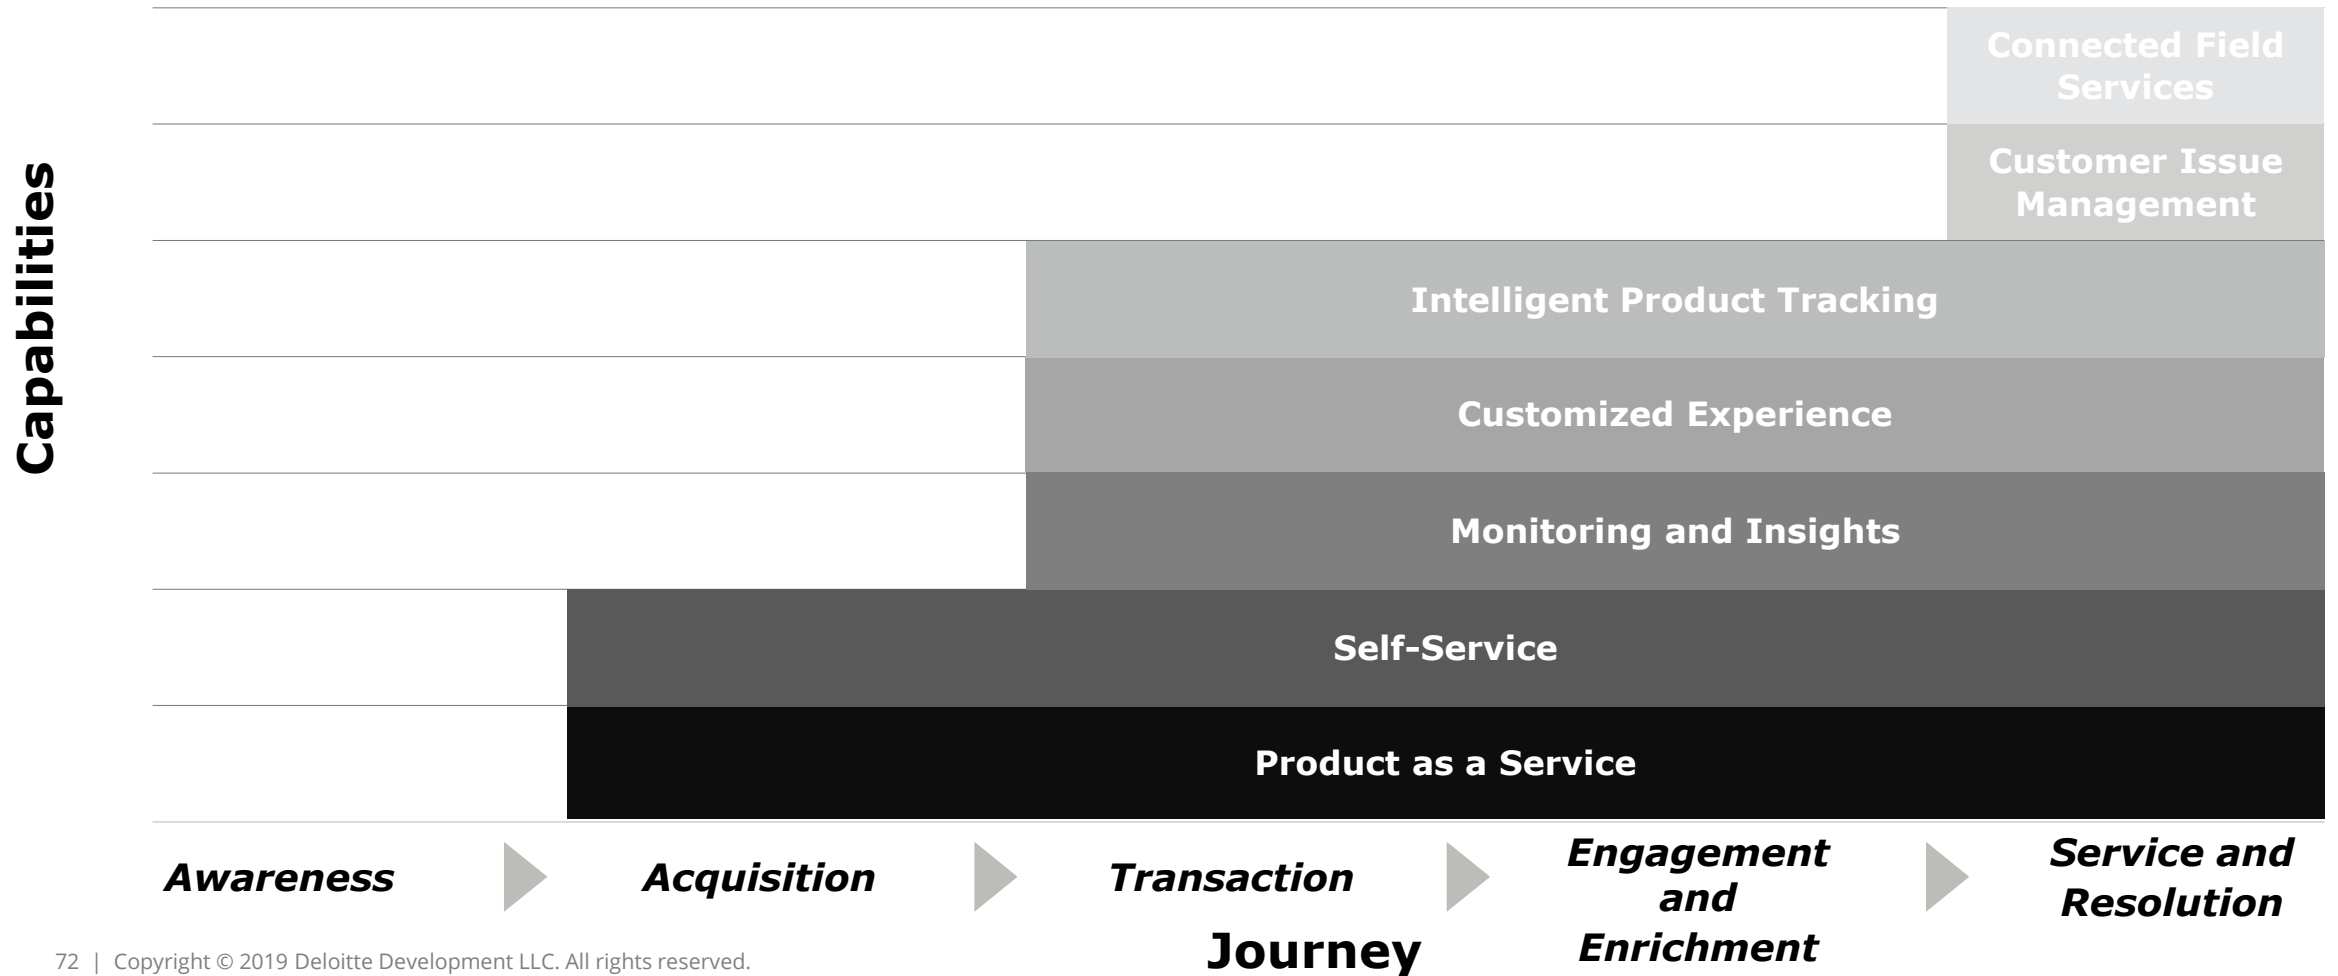 Capabilities
Connected Field
Services
Customer Issue
Management
Intelligent Product Tracking
Customized Experience
Monitoring and Insights
Self-Service
Product as a Service
Awareness
Acquisition
Transaction
Engagement
and
Enrichment
Service and
Resolution
Journey
72 | Copyright © 2019 Deloitte Development LLC. All rights reserved.